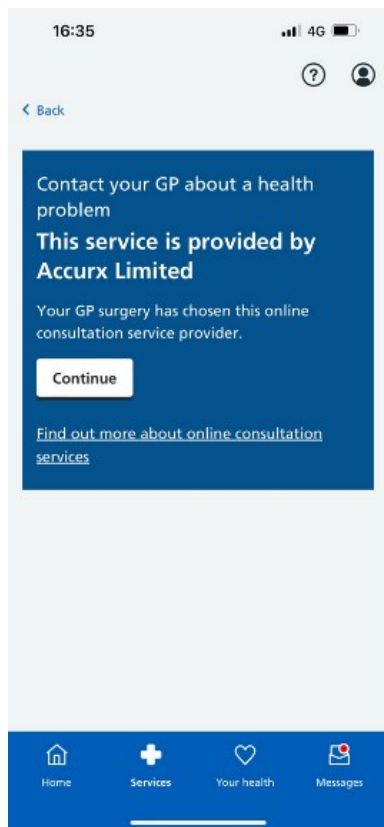 16:35
4G
?
Back
Contact your GP about a health
problem
This service is provided by
Accurx Limited
Your GP surgery has chosen this online
consultation service provider.
Continue
Find out more about online consultation
services
Home
Services
Your health
Messages